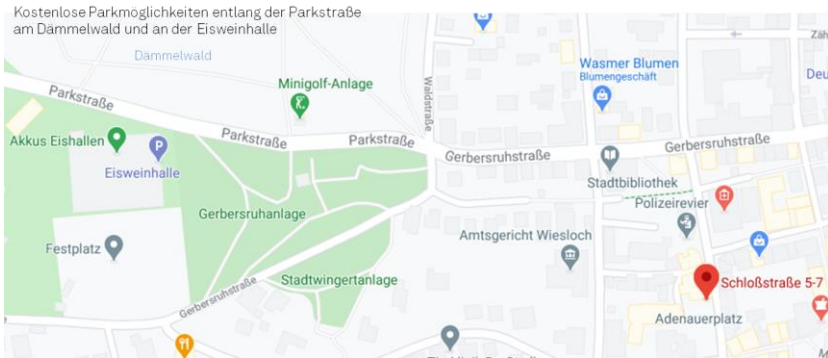 Kostenlose Parkmöglichkeiten entlang der Parkstraße
am Dämmelwald und an der Eisweinhalle
Dämmelwald
Zäh
Wasmer Blumen
Blumengeschäft
Deu
Minigolf-Anlage
Waldstraße
Parkstraße
Akkus Eishallen
P
Eisweinhalle
Parkstraße
Parkstraße
Gerbersruhstraße
Gerbersruhstraße
Stadtbibliothek
Polizeirevier
Gerbersruhanlage
Festplatz
Amtsgericht Wiesloch
Stadtwingertanlage
Schloßstraße 5-7
Gerbersruhstraße
Adenauerplatz